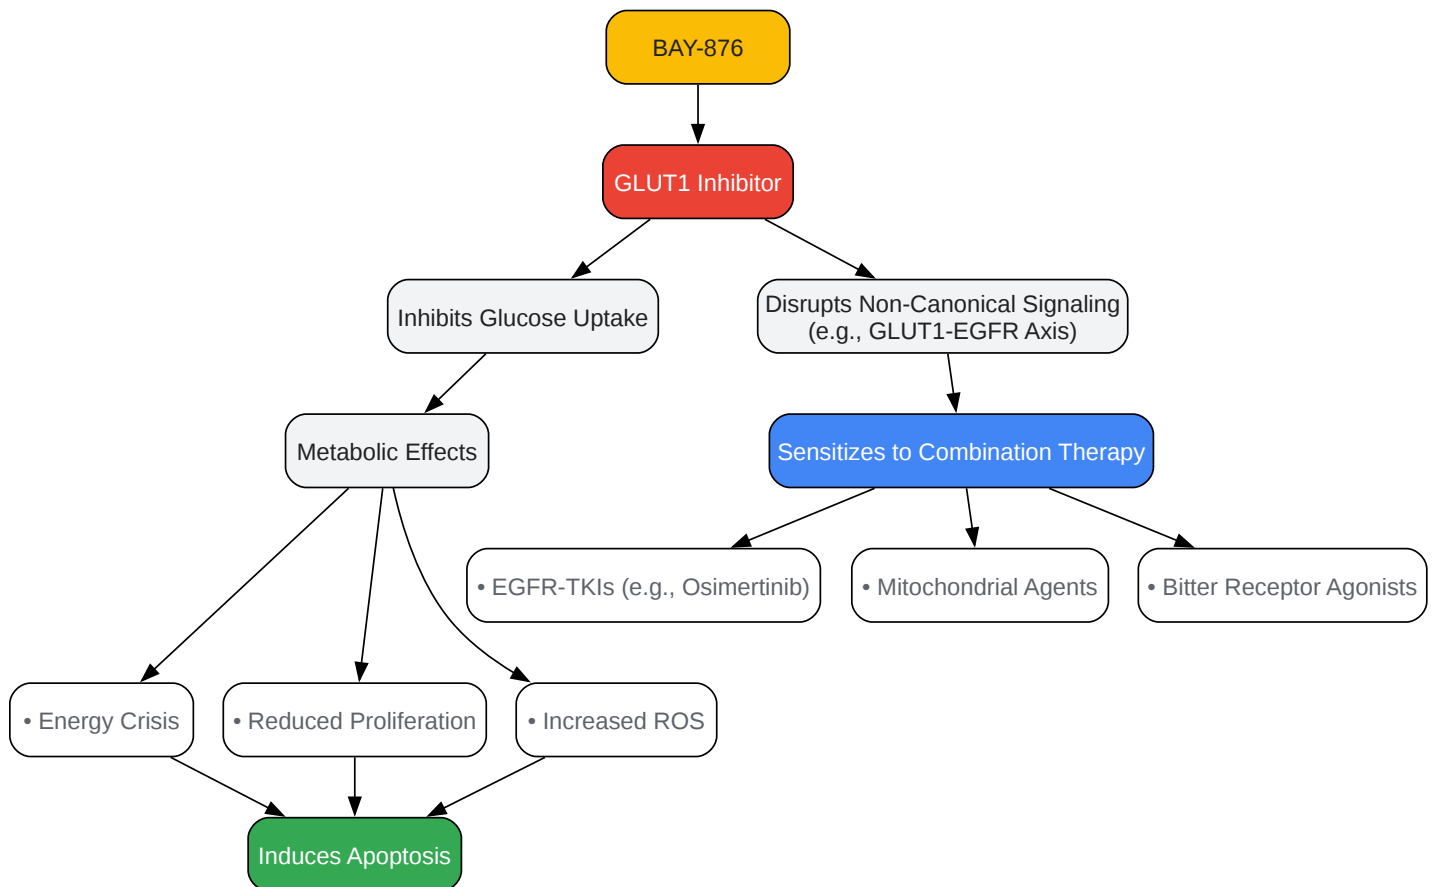 BAY-876
GLUT1 Inhibitor
Inhibits Glucose Uptake
Disrupts Non-Canonical Signaling
(e.g., GLUT1-EGFR Axis)
Metabolic Effects
Sensitizes to Combination Therapy
• EGFR-TKIs (e.g., Osimertinib)
• Mitochondrial Agents
• Bitter Receptor Agonists
• Energy Crisis
• Reduced Proliferation
• Increased ROS
Induces Apoptosis